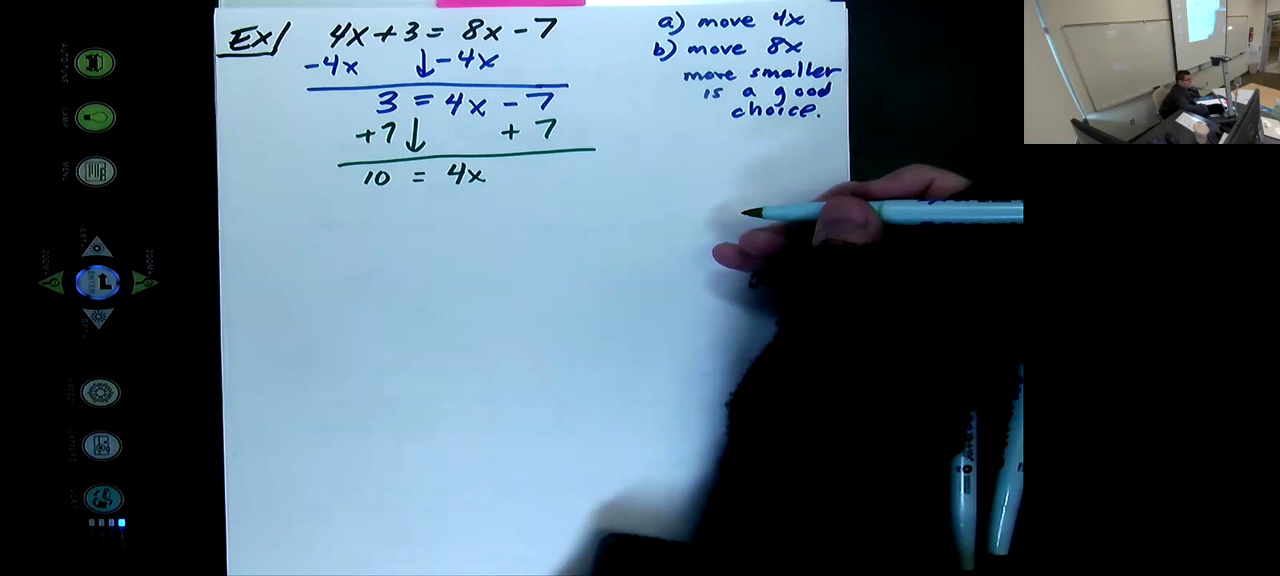 Ex/ 4x + 3 = 8x - 7
-4x ↓ -4x
3 = 4x - 7
+7 ↓ + 7
10 = 4x
a) move 4x
b) move 8x
move smaller
is a good
choice.